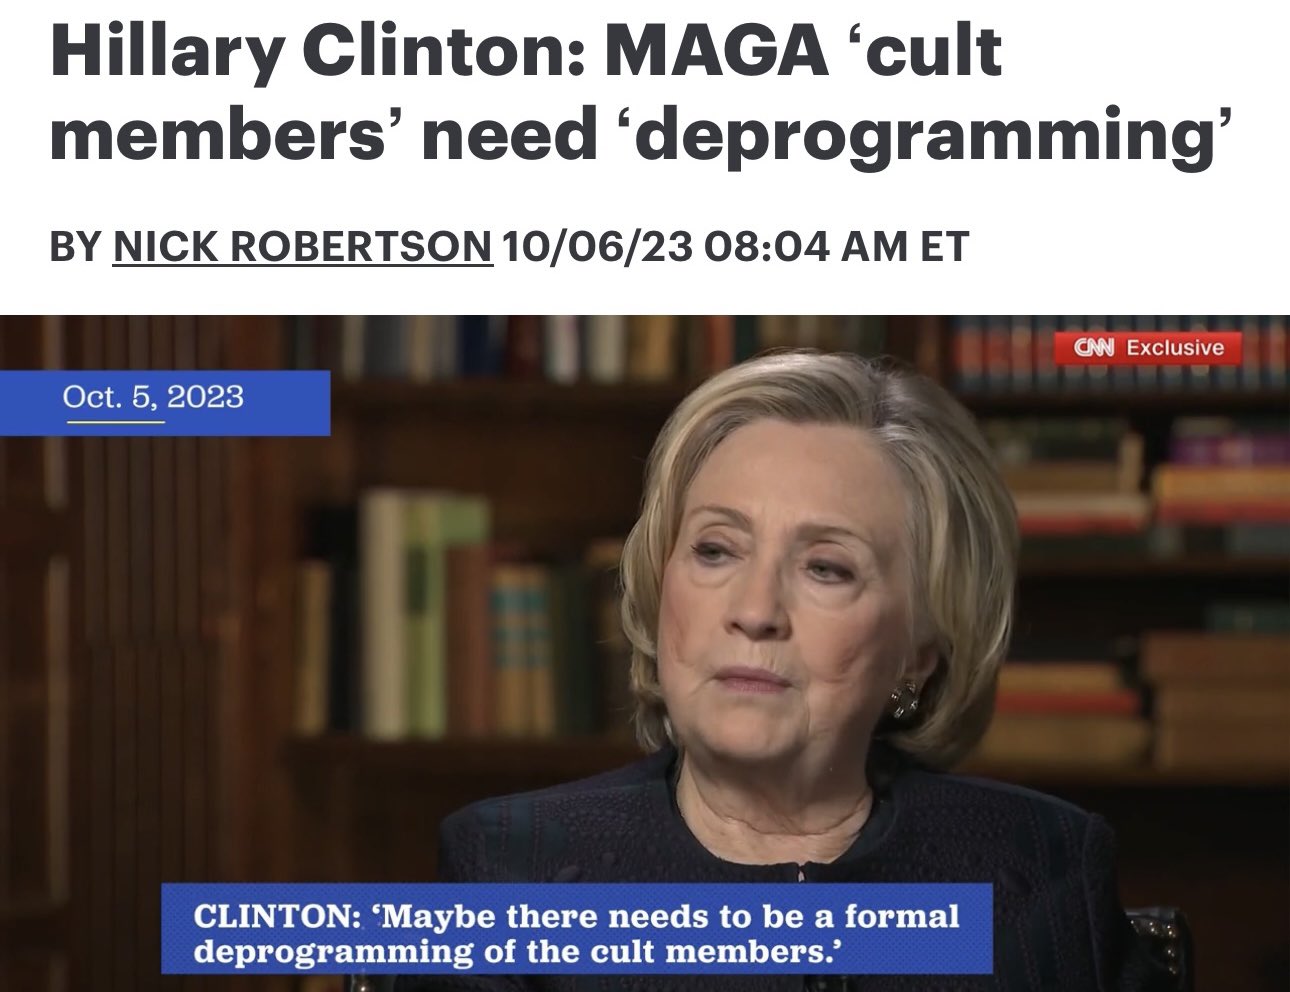 Hillary Clinton: MAGA ‘cult
members’ need ‘deprogramming’
BY NICK ROBERTSON 10/06/23 08:04 AM ET
CNN Exclusive
Oct. 5, 2023
CLINTON: ‘Maybe there needs to be a formal
deprogramming of the cult members.’